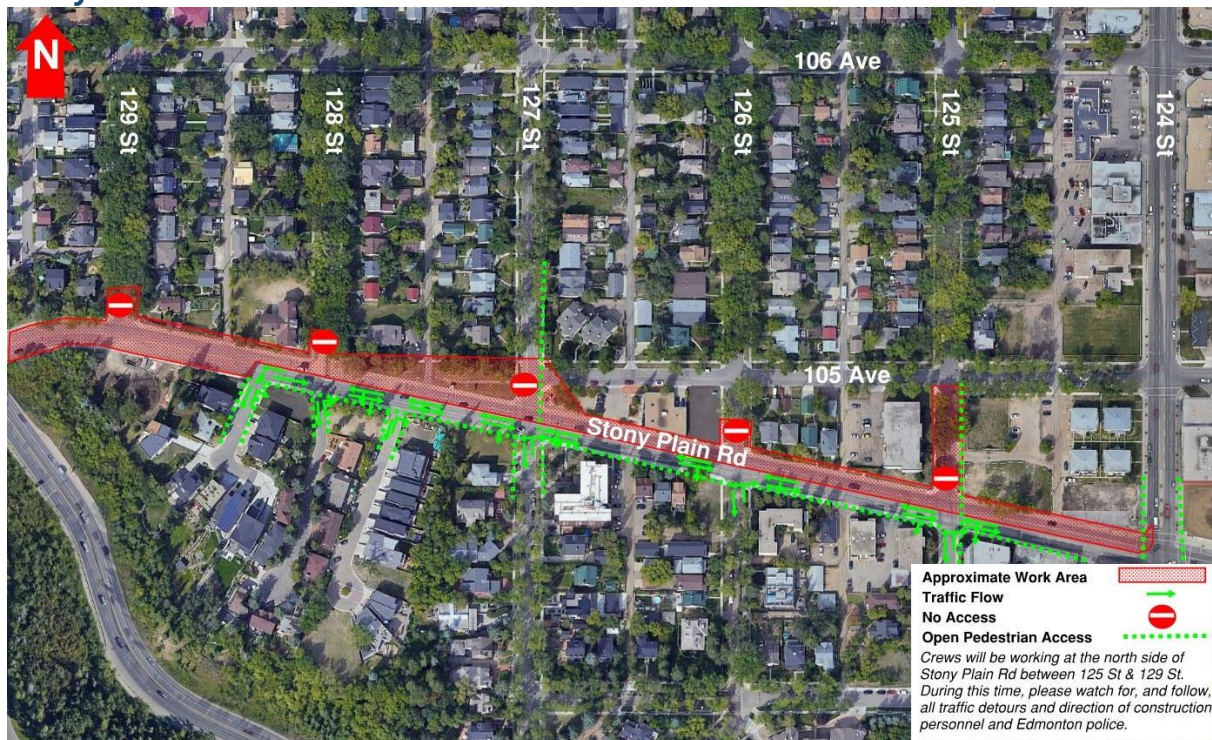 N
106 Ave
129 St
128 St
127 St
126 St
125 St
124 St
105 Ave
Stony Plain Rd
Approximate Work Area
Traffic Flow
No Access
Open Pedestrian Access
Crews will be working at the north side of
Stony Plain Rd between 125 St & 129 St.
During this time, please watch for, and follow,
all traffic detours and direction of construction
personnel and Edmonton police.